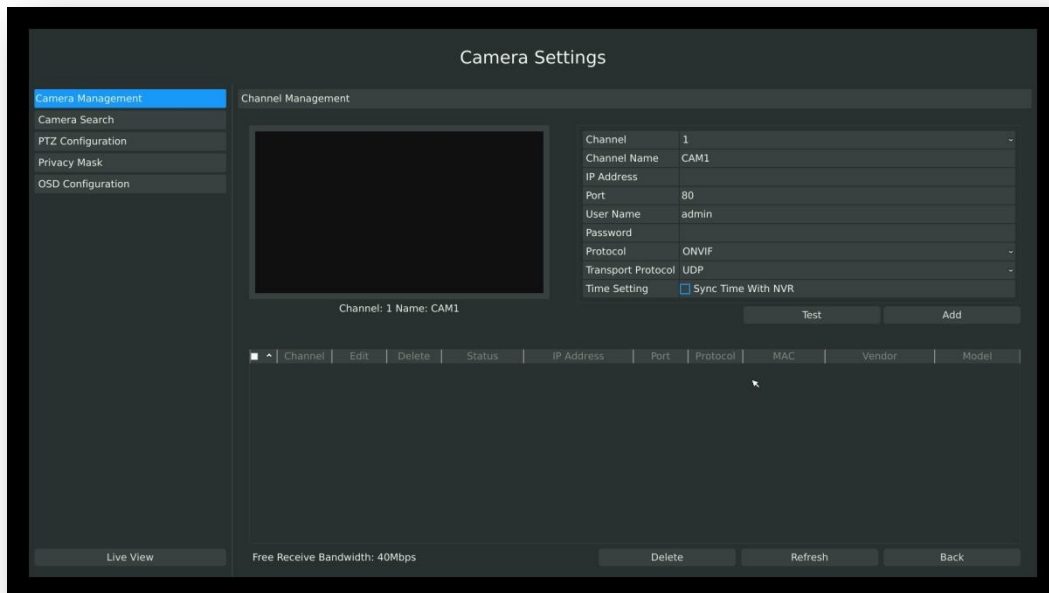 Camera Settings
Camera Management
Camera Search
PTZ Configuration
Privacy Mask
OSD Configuration
Live View
Channel Management
Channel: 1 Name: CAM1
Channel 1
Channel Name CAM1
IP Address
Port 80
User Name admin
Password
Protocol ONVIF
Transport Protocol UDP
Time Setting Sync Time With NVR
Test Add
Channel Edit Delete Status IP Address Port Protocol MAC Vendor Model
Free Receive Bandwidth: 40Mbps
Delete Refresh Back